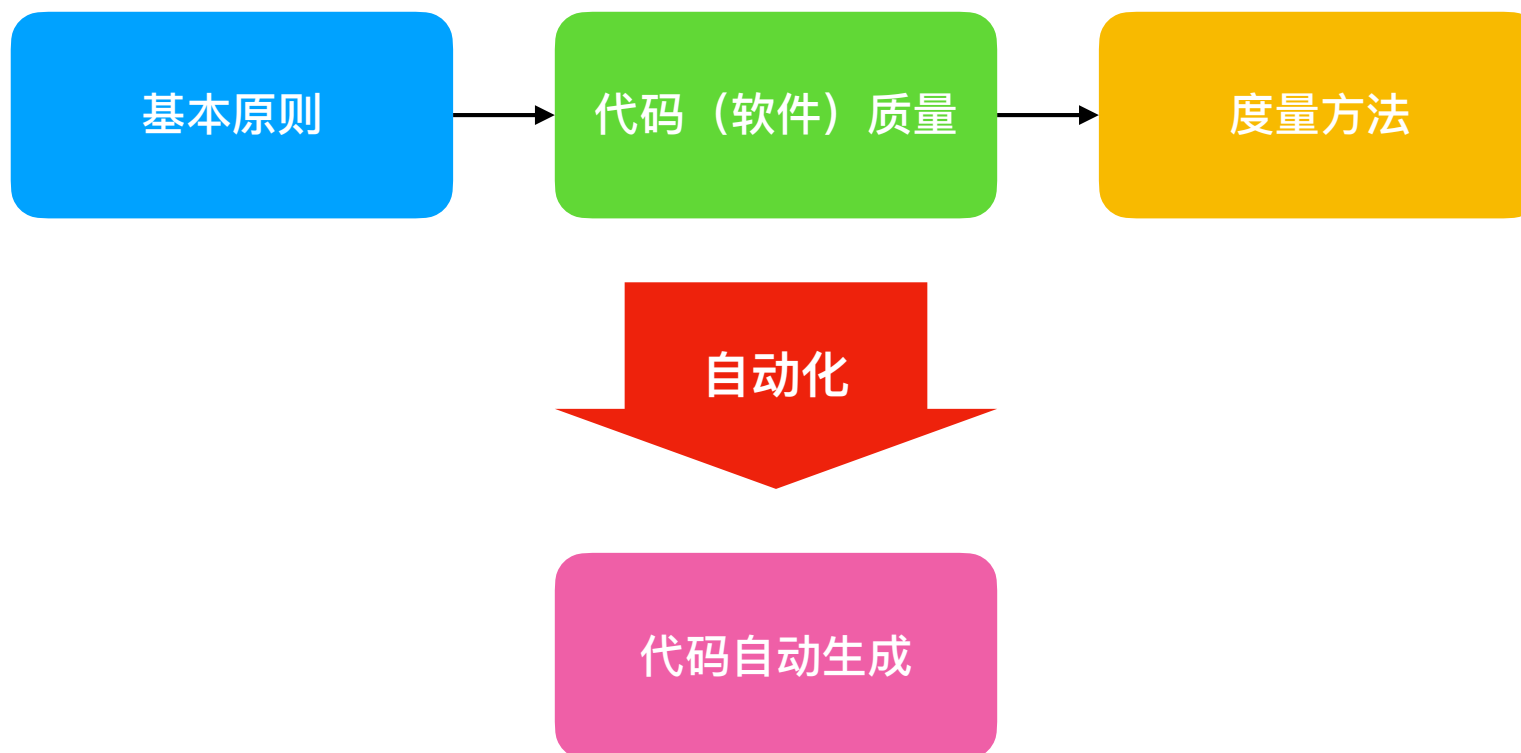 基本原则
代码（软件）质量
度量方法
自动化
代码自动生成